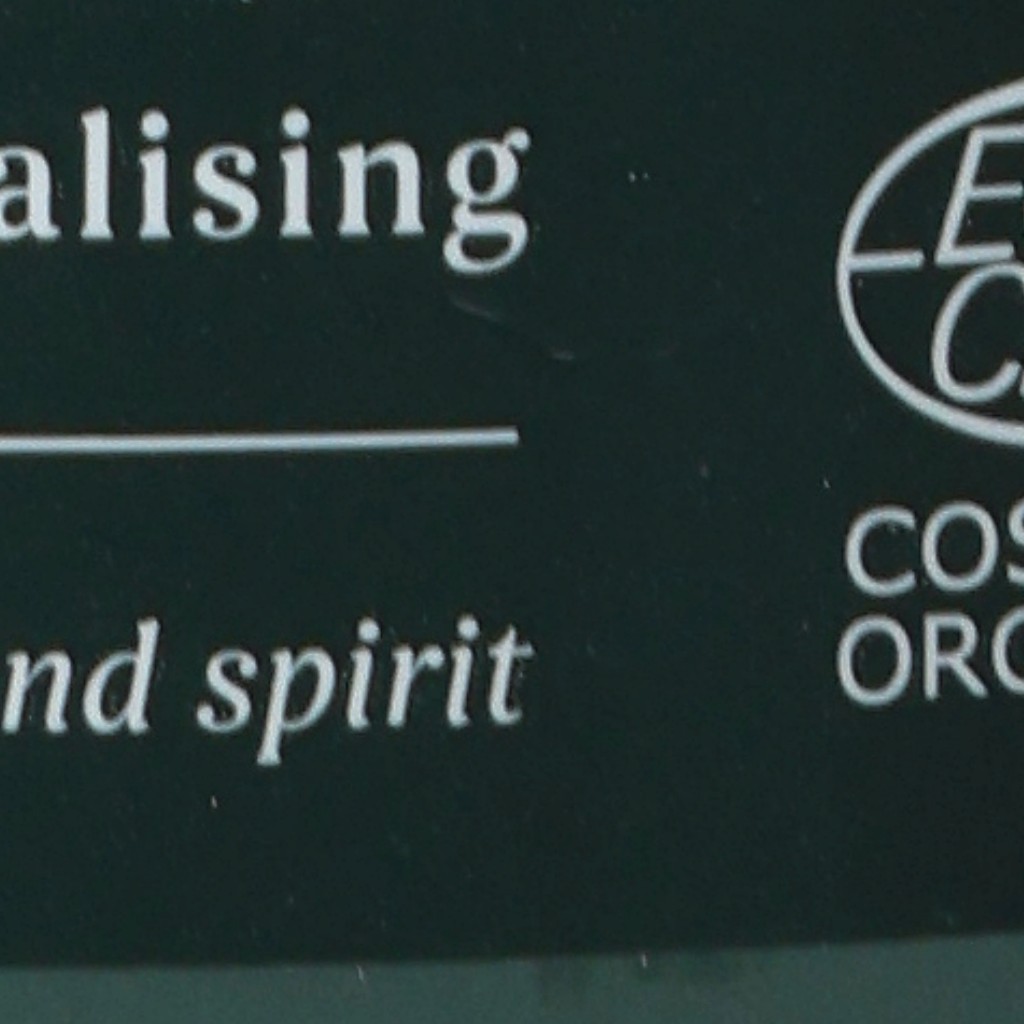 alising
nd spirit
E
C
COS
ORG